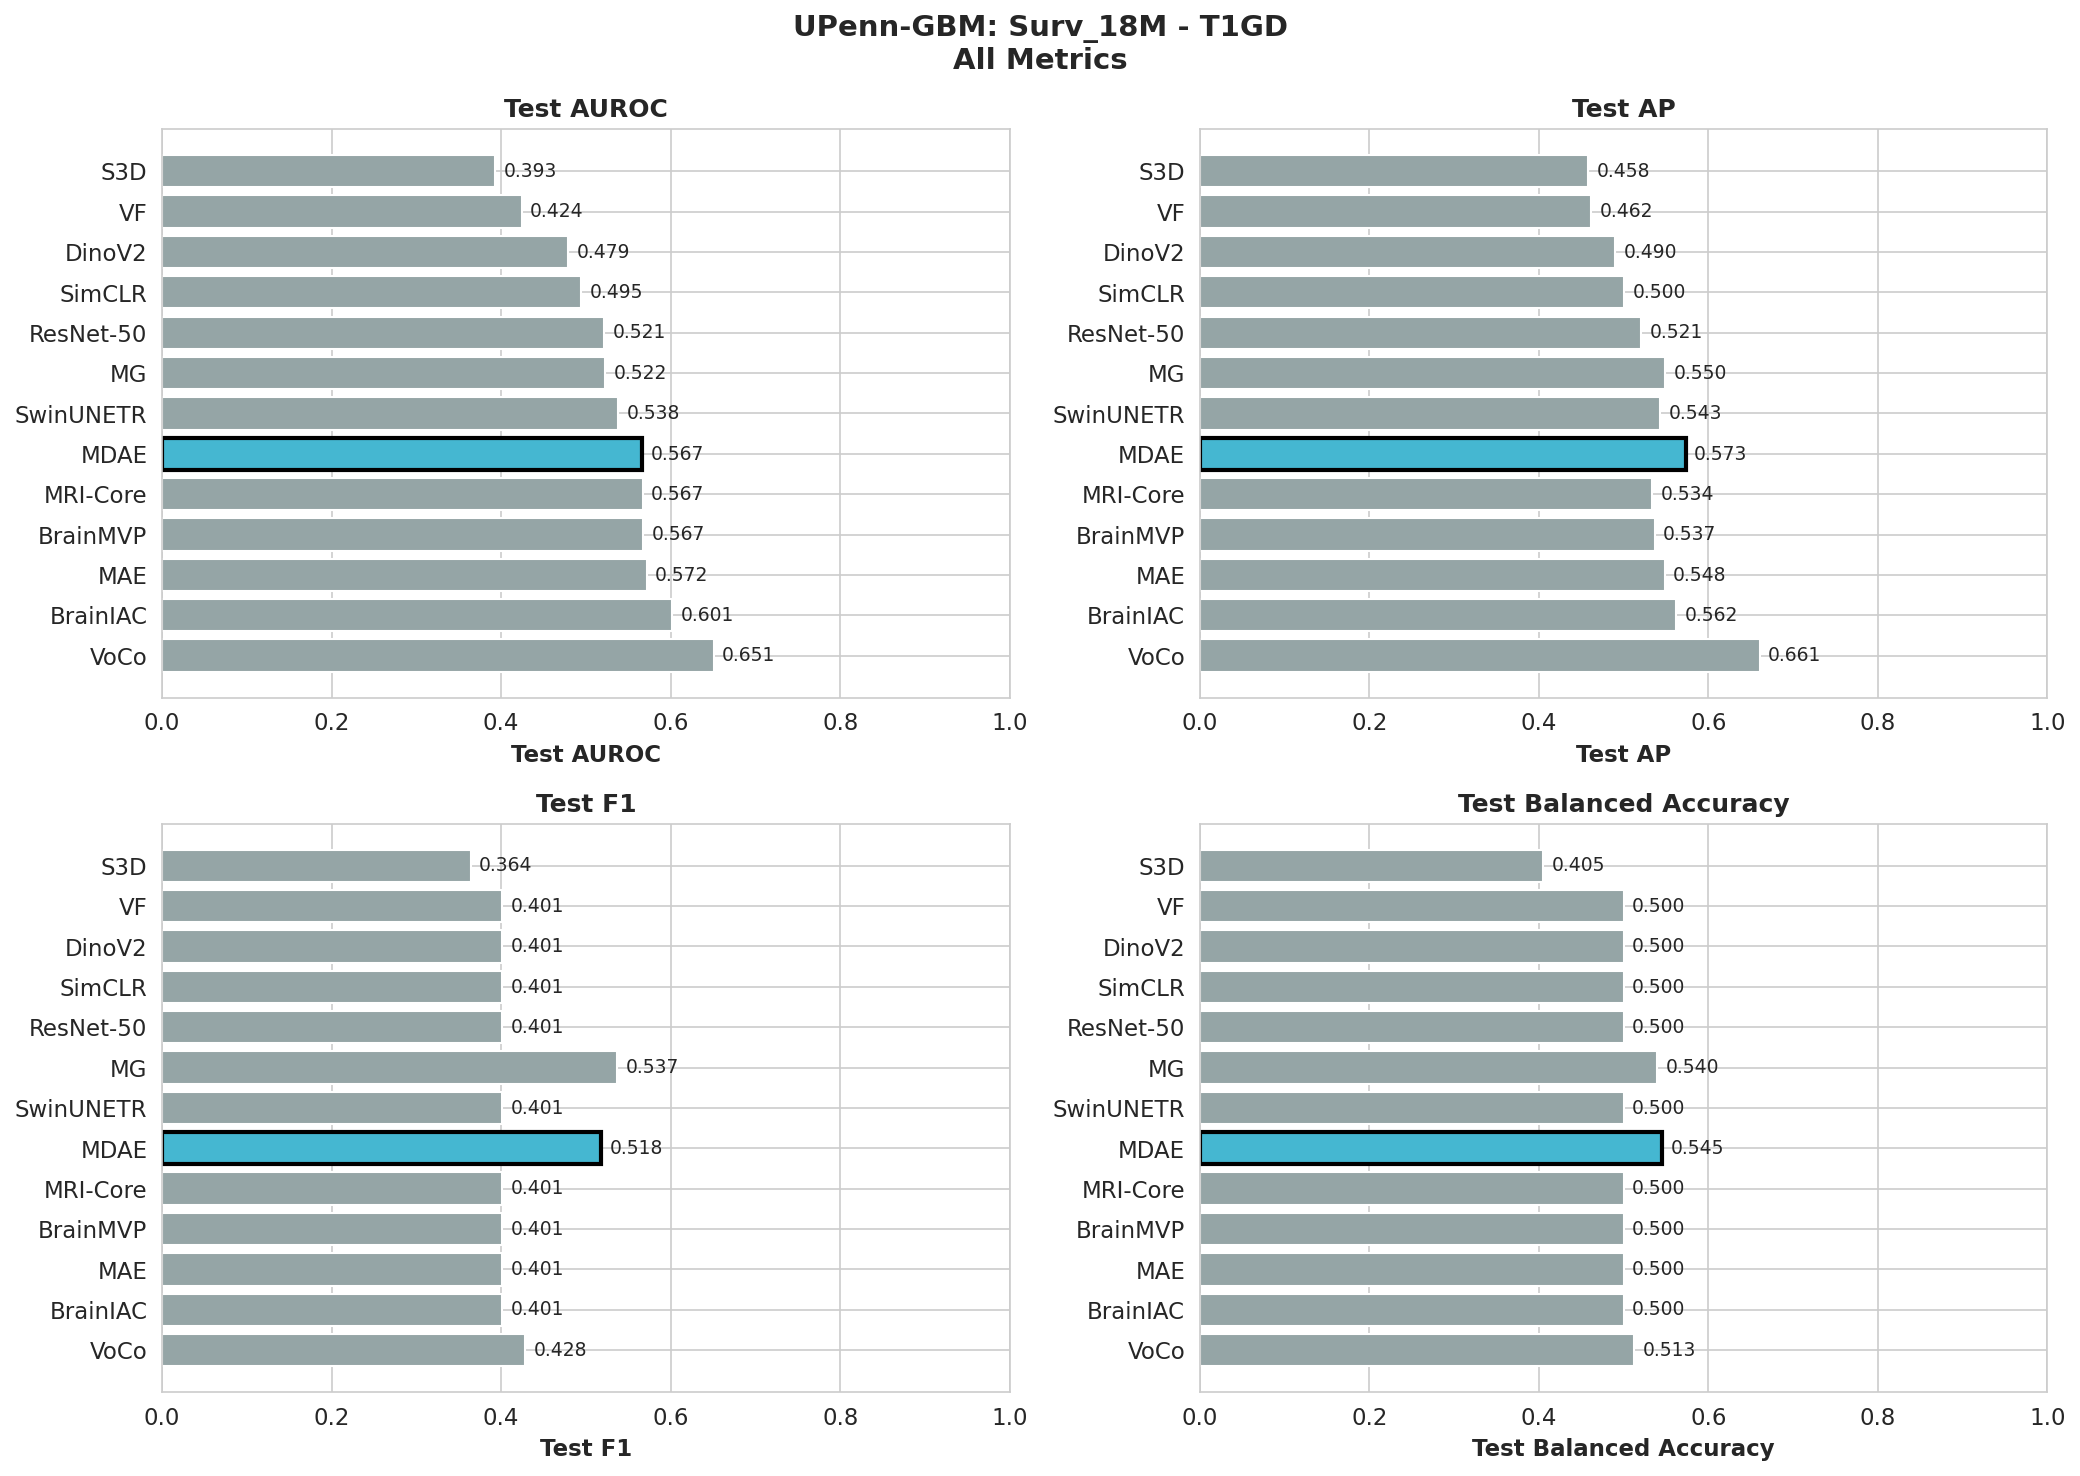 UPenn-GBM: Surv_18M - T1GD
All Metrics
Test AUROC
S3D 0.393
VF 0.424
DinoV2 0.479
SimCLR 0.495
ResNet-50 0.521
MG 0.522
SwinUNETR 0.538
MDAE 0.567
MRI-Core 0.567
BrainMVP 0.567
MAE 0.572
BrainIAC 0.601
VoCo 0.651
0.0 0.2 0.4 0.6 0.8 1.0
Test AUROC
Test AP
S3D 0.458
VF 0.462
DinoV2 0.490
SimCLR 0.500
ResNet-50 0.521
MG 0.550
SwinUNETR 0.543
MDAE 0.573
MRI-Core 0.534
BrainMVP 0.537
MAE 0.548
BrainIAC 0.562
VoCo 0.661
0.0 0.2 0.4 0.6 0.8 1.0
Test AP
Test F1
S3D 0.364
VF 0.401
DinoV2 0.401
SimCLR 0.401
ResNet-50 0.401
MG 0.537
SwinUNETR 0.401
MDAE 0.518
MRI-Core 0.401
BrainMVP 0.401
MAE 0.401
BrainIAC 0.401
VoCo 0.428
0.0 0.2 0.4 0.6 0.8 1.0
Test F1
Test Balanced Accuracy
S3D 0.405
VF 0.500
DinoV2 0.500
SimCLR 0.500
ResNet-50 0.500
MG 0.540
SwinUNETR 0.500
MDAE 0.545
MRI-Core 0.500
BrainMVP 0.500
MAE 0.500
BrainIAC 0.500
VoCo 0.513
0.0 0.2 0.4 0.6 0.8 1.0
Test Balanced Accuracy